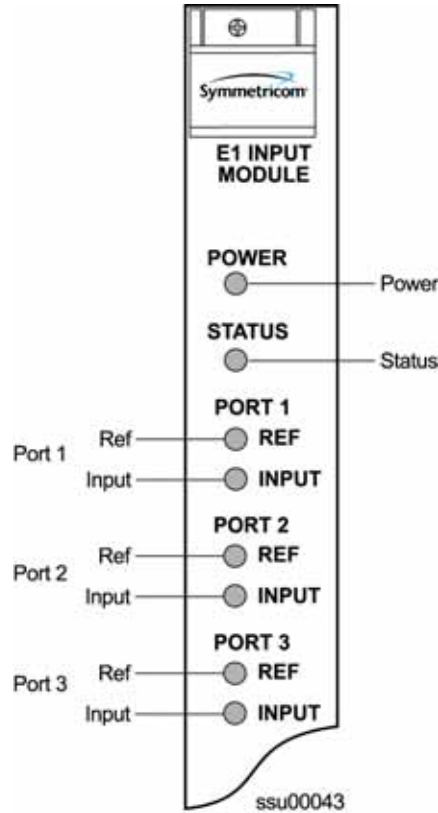 Symmetricom
E1 INPUT
MODULE
POWER
Power
STATUS
Status
PORT 1
Port 1
Ref
REF
Input
INPUT
PORT 2
Port 2
Ref
REF
Input
INPUT
PORT 3
Port 3
Ref
REF
Input
INPUT
ssu00043